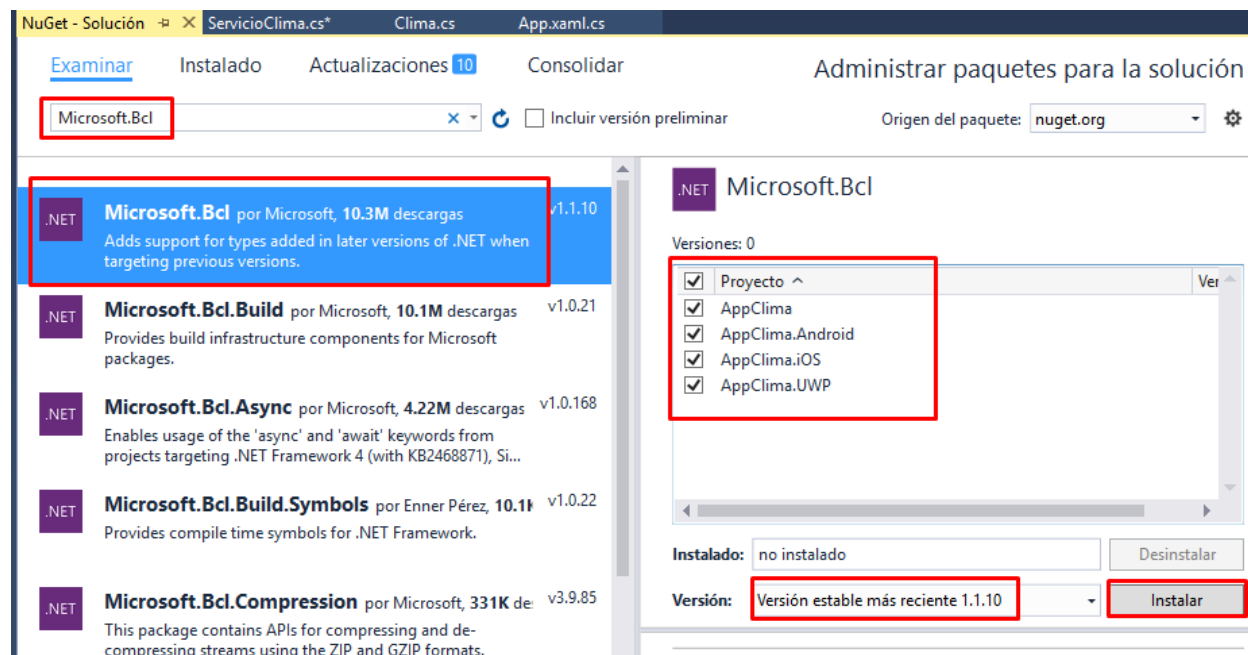 NuGet - Solución ServicioClima.cs* Clima.cs App.xaml.cs
Examinar Instalado Actualizaciones 10 Consolidar
Administrar paquetes para la solución
Microsoft.Bcl
Incluir versión preliminar
Origen del paquete: nuget.org
.NET
Microsoft.Bcl por Microsoft, 10.3M descargas v1.1.10
Adds support for types added in later versions of .NET when
targeting previous versions.
.NET
Microsoft.Bcl.Build por Microsoft, 10.1M descargas v1.0.21
Provides build infrastructure components for Microsoft
packages.
.NET
Microsoft.Bcl.Async por Microsoft, 4.22M descargas v1.0.168
Enables usage of the 'async' and 'await' keywords from
projects targeting .NET Framework 4 (with KB2468871), Si...
.NET
Microsoft.Bcl.Build.Symbols por Enner Pérez, 10.1 v1.0.22
Provides compile time symbols for .NET Framework.
.NET
Microsoft.Bcl.Compression por Microsoft, 331K de v3.9.85
This package contains APIs for compressing and de-
compressing streams using the ZIP and GZIP formats.
.NET
Microsoft.Bcl
Versiones: 0
Proyecto Ver
AppClima
AppClima.Android
AppClima.iOS
AppClima.UWP
Instalado: no instalado Desinstalar
Versión: Versión estable más reciente 1.1.10 Instalar